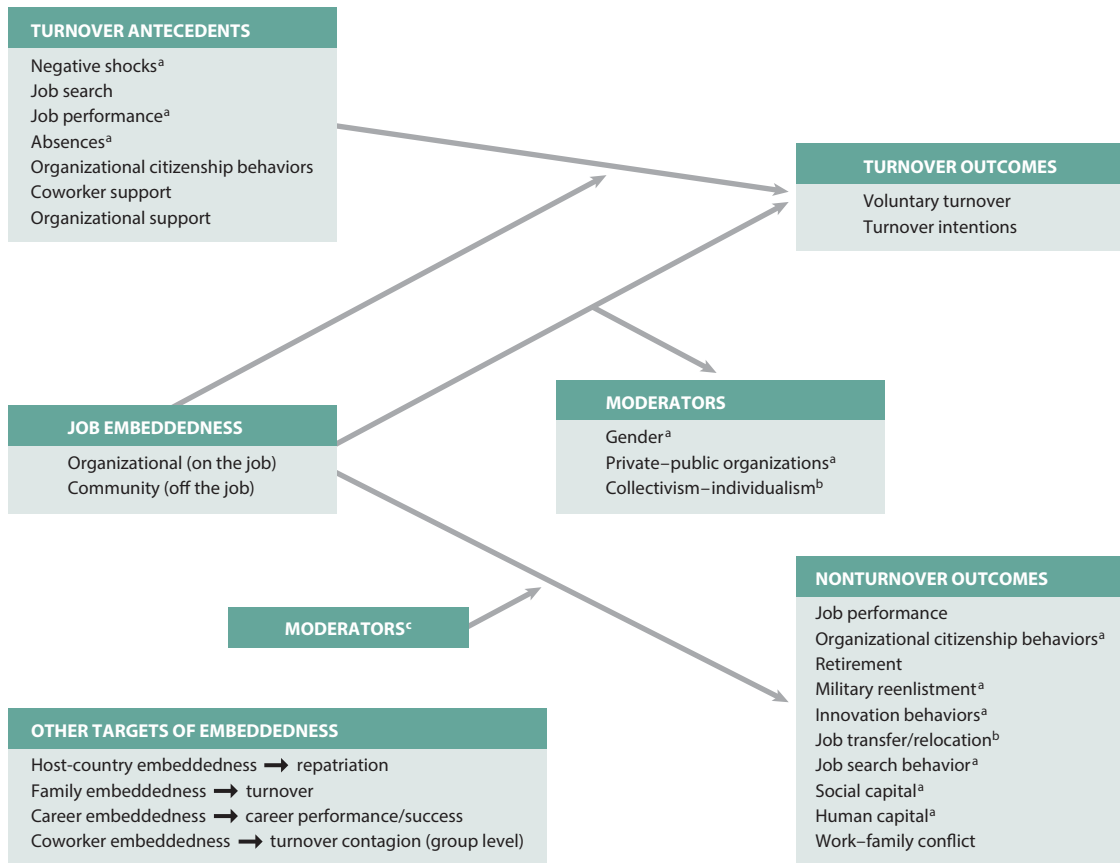 TURNOVER ANTECEDENTS
Negative shocksᵃ
Job search
Job performanceᵃ
Absencesᵃ
Organizational citizenship behaviors
Coworker support
Organizational support
TURNOVER OUTCOMES
Voluntary turnover
Turnover intentions
JOB EMBEDDEDNESS
Organizational (on the job)
Community (off the job)
MODERATORS
Genderᵃ
Private–public organizationsᵃ
Collectivism–individualismᵇ
MODERATORSᶜ
NONTURNOVER OUTCOMES
Job performance
Organizational citizenship behaviorsᵃ
Retirement
Military reenlistmentᵃ
Innovation behaviorsᵃ
Job transfer/relocationᵇ
Job search behaviorᵃ
Social capitalᵃ
Human capitalᵃ
Work–family conflict
OTHER TARGETS OF EMBEDDEDNESS
Host-country embeddedness → repatriation
Family embeddedness → turnover
Career embeddedness → career performance/success
Coworker embeddedness → turnover contagion (group level)